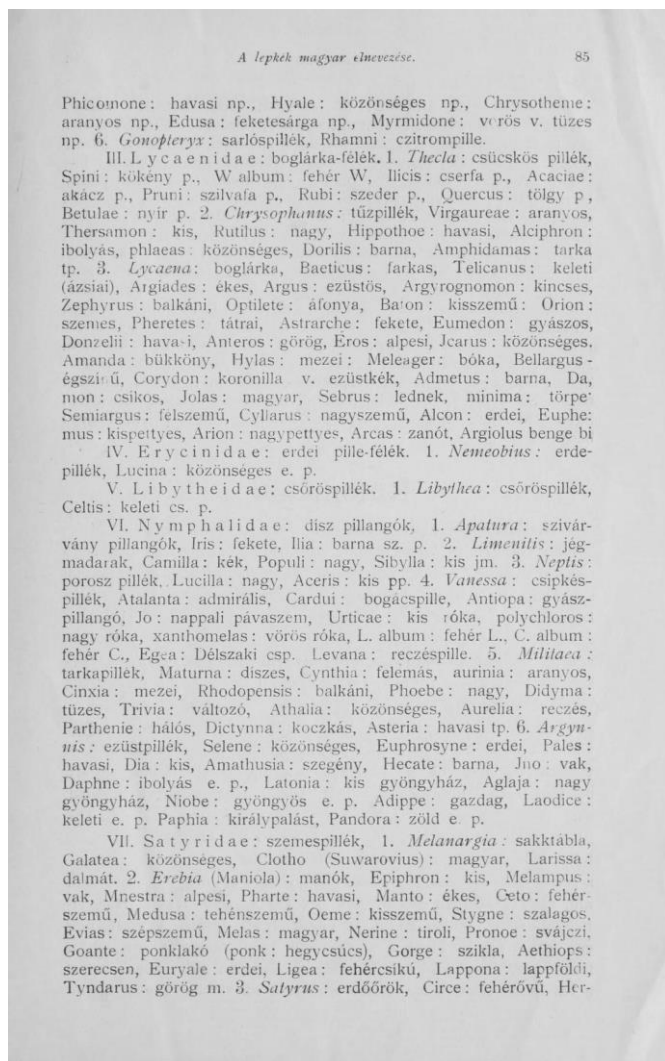 A lepkék magyar elnevezése. 85
Phicomone: havasi np., Hyale: közönséges np., Chrysotheme:
aranyos np., Edusa: feketesárga np., Myrmidone: vörös v. tüzes
np. 6. Gonopteryx: sarlóspillék, Rhamni: czitrompille.
III. Lycaenidae: boglárka-félék. 1. Thecla: csücskös pillék,
Spini: kökény p., W album: fehér W, Ilicis: cserfa p., Acaciae:
akácz p., Pruni: szilvafa p., Rubi: szeder p., Quercus: tölgy p,
Betulae: nyir p. 2. Chrysophanus: tűzpillék, Virgaureae: aranyos,
Thersamon: kis, Rutilus: nagy, Hippothoe: havasi, Alciphron:
ibolyás, phlaeas: közönséges, Dorilis: barna, Amphidamas: tarka
tp. 3. Lycaena: boglárka, Baeticus: farkas, Telicanus: keleti
(ázsiai), Argiades: ékes, Argus: ezüstös, Argyrognomon: kincses,
Zephyrus: balkáni, Optilete: áfonya, Baton: kisszemű: Orion:
szemes, Pheretes: tátrai, Astrarche: fekete, Eumedon: gyászos,
Donzelii: havasi, Anteros: görög, Eros: alpesi, Jcarus: közönséges.
Amanda: bükköny, Hylas: mezei: Meleager: bóka, Bellargus-
égszinű, Corydon: koronilla v. ezüstkék, Admetus: barna, Da,
mon: csikos, Jolas: magyar, Sebrus: lednek, minima: törpe'
Semiargus: félszemű, Cyllarus: nagyszemű, Alcon: erdei, Euphe:
mus: kispettyes, Arion: nagypettyes, Arcas: zanót, Argiolus benge bi
IV. Erycinidae: erdei pille-félék. 1. Nemeobius: erde-
pillék, Lucina: közönséges e. p.
V. Libytheidae: csőröspillék. 1. Libythea: csőröspillék,
Celtis: keleti cs. p.
VI. Nymphalidae: disz pillangók, 1. Apatura: szivár-
vány pillangók, Iris: fekete, Ilia: barna sz. p. 2. Limenitis: jég-
madarak, Camilla: kék, Populi: nagy, Sibylla: kis jm. 3. Neptis:
porosz pillék, Lucilla: nagy, Aceris: kis pp. 4. Vanessa: csipkés-
pillék, Atalanta: admirális, Cardui: bogácspille, Antiopa: gyász-
pillangó, Jo: nappali pávaszem, Urticae: kis róka, polychloros:
nagy róka, xanthomelas: vörös róka, L. album: fehér L., C. album:
fehér C., Egea: Délszaki csp. Levana: reczéspille. 5. Militaea:
tarkapillék, Maturna: diszes, Cynthia: felemás, aurinia: aranyos,
Cinxia: mezei, Rhodopensis: balkáni, Phoebe: nagy, Didyma:
tüzes, Trivia: változó, Athalia: közönséges, Aurelia: reczés,
Parthenie: hálós, Dictynna: koczkás, Asteria: havasi tp. 6. Argyn-
nis: ezüstpillék, Selene: közönséges, Euphrosyne: erdei, Pales:
havasi, Dia: kis, Amathusia: szegény, Hecate: barna, Jno: vak,
Daphne: ibolyás e. p., Latonia: kis gyöngyház, Aglaja: nagy
gyöngyház, Niobe: gyöngyös e. p. Adippe: gazdag, Laodice:
keleti e. p. Paphia: királypalást, Pandora: zöld e. p.
VII. Satyridae: szemespillék, 1. Melanargia: sakktábla,
Galatea: közönséges, Clotho (Suwarovius): magyar, Larissa:
dalmát. 2. Erebia (Maniola): manók, Epiphron: kis, Melampus:
vak, Mnestra: alpesi, Pharte: havasi, Manto: ékes, Ceto: fehér-
szemű, Medusa: tehénszemű, Oeme: kisszemű, Stygne: szalagos,
Evias: szépszemű, Melas: magyar, Nerine: tiroli, Pronoe: svájczi,
Goante: ponklakó (ponk: hegycsúcs), Gorge: szikla, Aethiops:
szerecsen, Euryale: erdei, Ligea: fehércsikú, Lappona: lappföldi,
Tyndarus: görög m. 3. Satyrus: erdőőrök, Circe: fehérővű, Her-